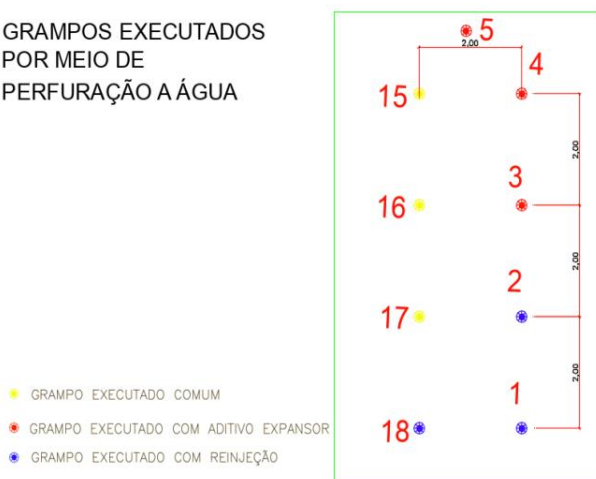 GRAMPOS EXECUTADOS
POR MEIO DE
PERFURAÇÃO A ÁGUA
5
2,00
4
15
2,00
3
16
2,00
2
17
2,00
1
18
GRAMPO EXECUTADO COMUM
GRAMPO EXECUTADO COM ADITIVO EXPANSOR
GRAMPO EXECUTADO COM REINJEÇÃO